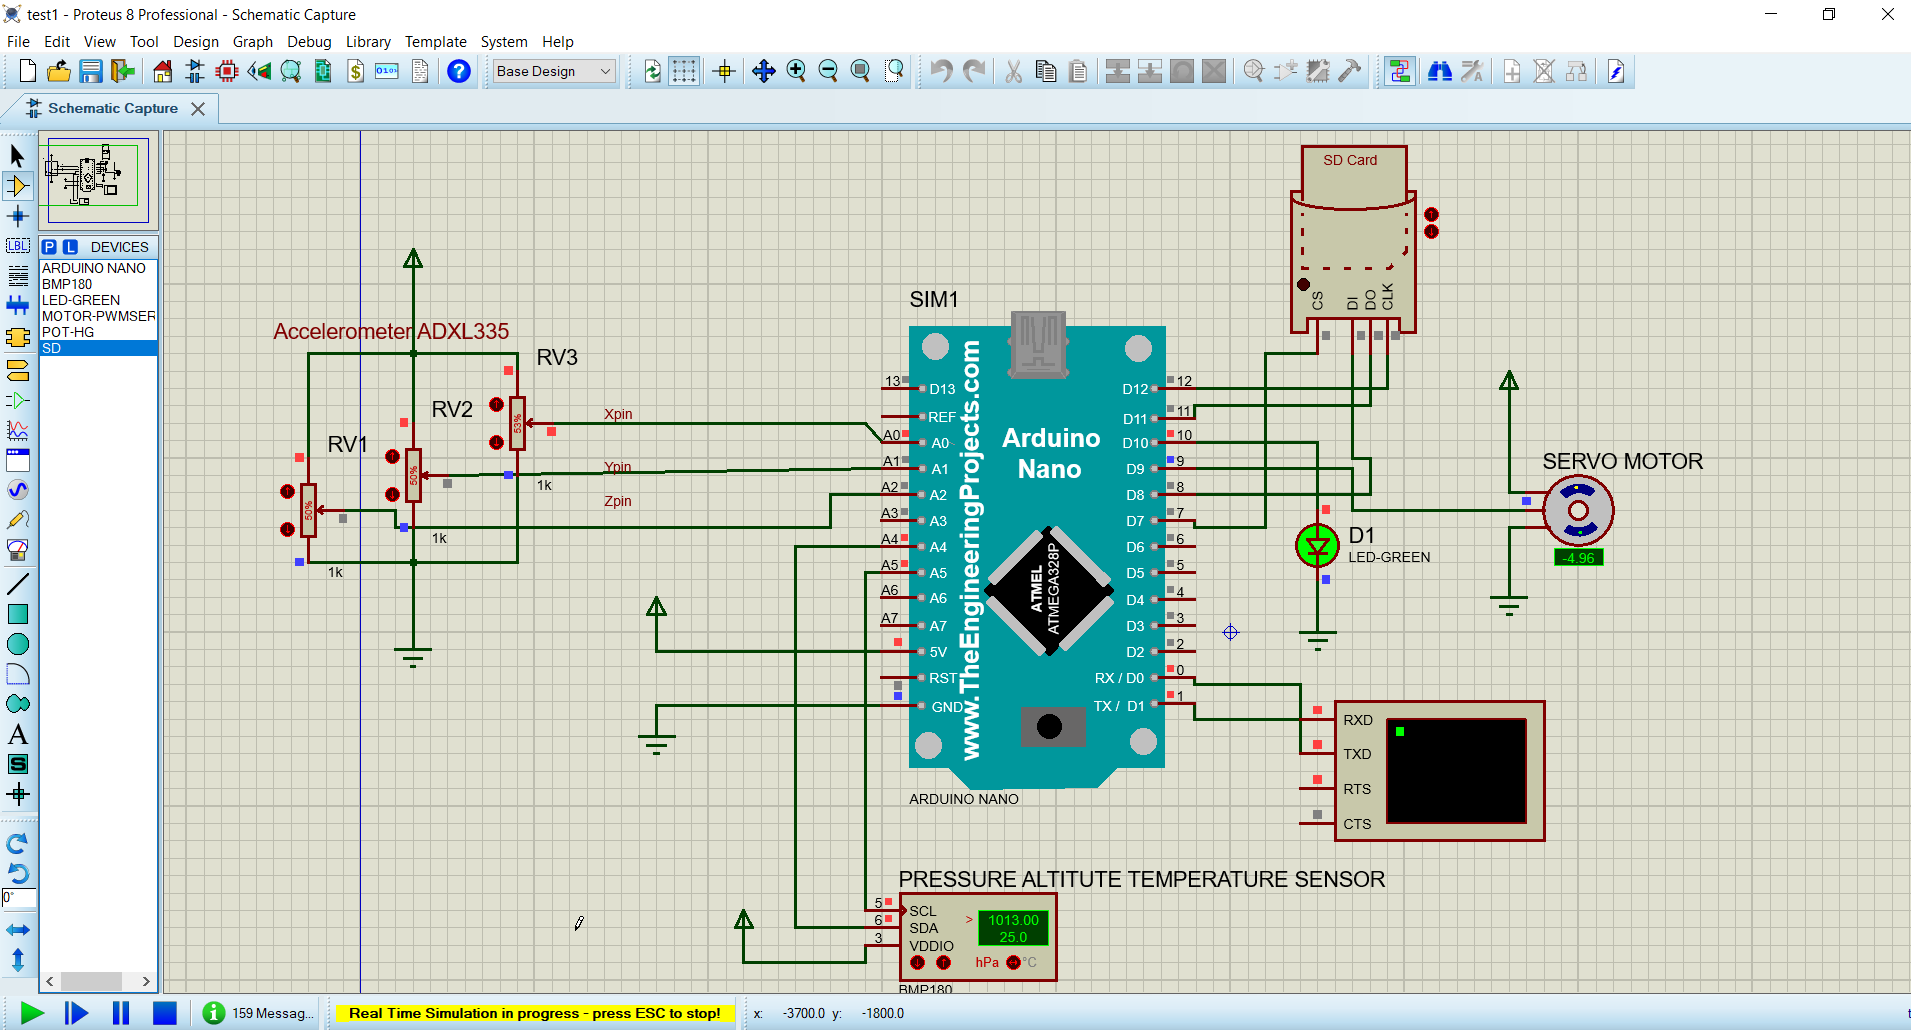 test1 - Proteus 8 Professional - Schematic Capture
File Edit View Tool Design Graph Debug Library Template System Help
Base Design
Schematic Capture
LBL
P L DEVICES
ARDUINO NANO
BMP180
LED-GREEN
MOTOR-PWMSER
POT-HG
SD
A
S
0°
SD Card
CS
DI
DO
CLK
SIM1
Accelerometer ADXL335
RV3
RV2
RV1
53%
50%
50%
1k
1k
1k
Xpin
Ypin
Zpin
www.TheEngineeringProjects.com
Arduino
Nano
ATMEL
ATMEGA328P
13 D13
REF
A0 A0
A1 A1
A2 A2
A3 A3
A4 A4
A5 A5
A6 A6
A7 A7
5V
RST
GND
D12 12
D11 11
D10 10
D9 9
D8 8
D7 7
D6 6
D5 5
D4 4
D3 3
D2 2
RX / D0 0
TX / D1 1
ARDUINO NANO
SERVO MOTOR
-4.96
D1
LED-GREEN
RXD
TXD
RTS
CTS
PRESSURE ALTITUTE TEMPERATURE SENSOR
5 SCL
6 SDA
3 VDDIO
> 1013.00
25.0
hPa °C
BMP180
159 Messag...
Real Time Simulation in progress - press ESC to stop!
x: -3700.0 y: -1800.0